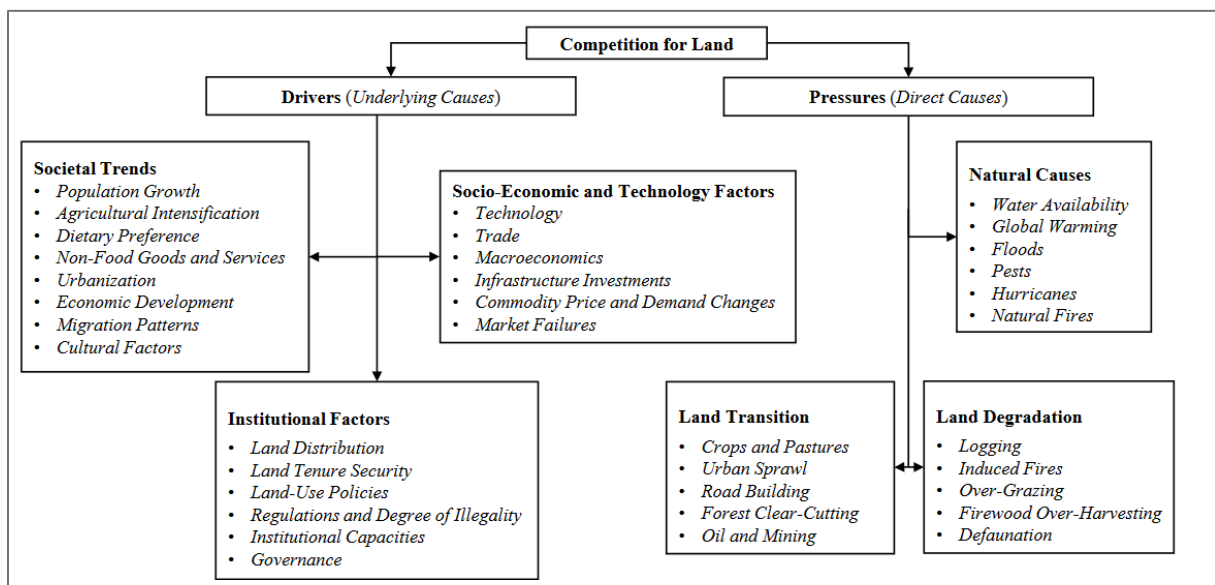 Competition for Land
Drivers (Underlying Causes)
Pressures (Direct Causes)
Societal Trends
• Population Growth
• Agricultural Intensification
• Dietary Preference
• Non-Food Goods and Services
• Urbanization
• Economic Development
• Migration Patterns
• Cultural Factors
Socio-Economic and Technology Factors
• Technology
• Trade
• Macroeconomics
• Infrastructure Investments
• Commodity Price and Demand Changes
• Market Failures
Natural Causes
• Water Availability
• Global Warming
• Floods
• Pests
• Hurricanes
• Natural Fires
Institutional Factors
• Land Distribution
• Land Tenure Security
• Land-Use Policies
• Regulations and Degree of Illegality
• Institutional Capacities
• Governance
Land Transition
• Crops and Pastures
• Urban Sprawl
• Road Building
• Forest Clear-Cutting
• Oil and Mining
Land Degradation
• Logging
• Induced Fires
• Over-Grazing
• Firewood Over-Harvesting
• Defaunation